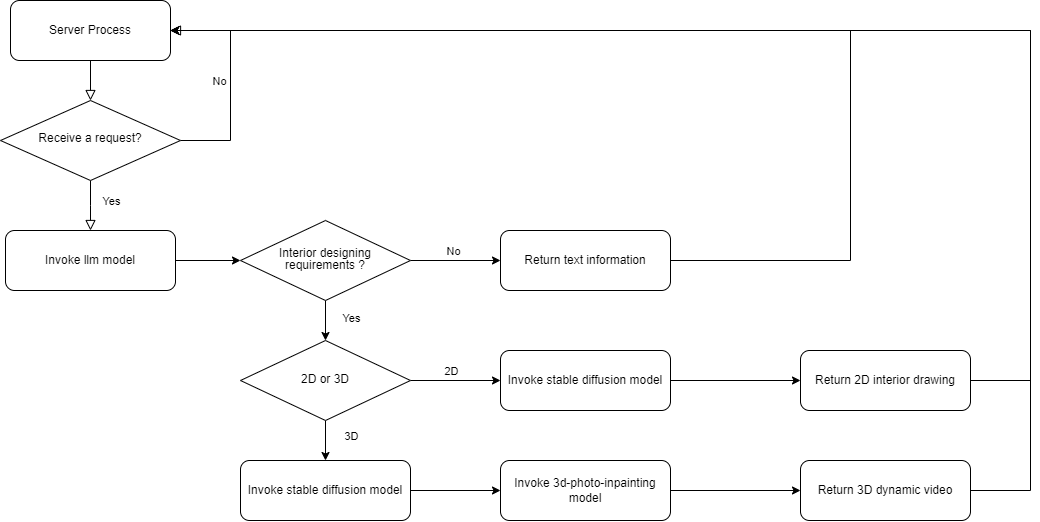 Server Process
No
Receive a request?
Yes
Invoke llm model
Interior designing
requirements ?
No
Return text information
Yes
2D or 3D
2D
Invoke stable diffusion model
Return 2D interior drawing
3D
Invoke stable diffusion model
Invoke 3d-photo-inpainting
model
Return 3D dynamic video